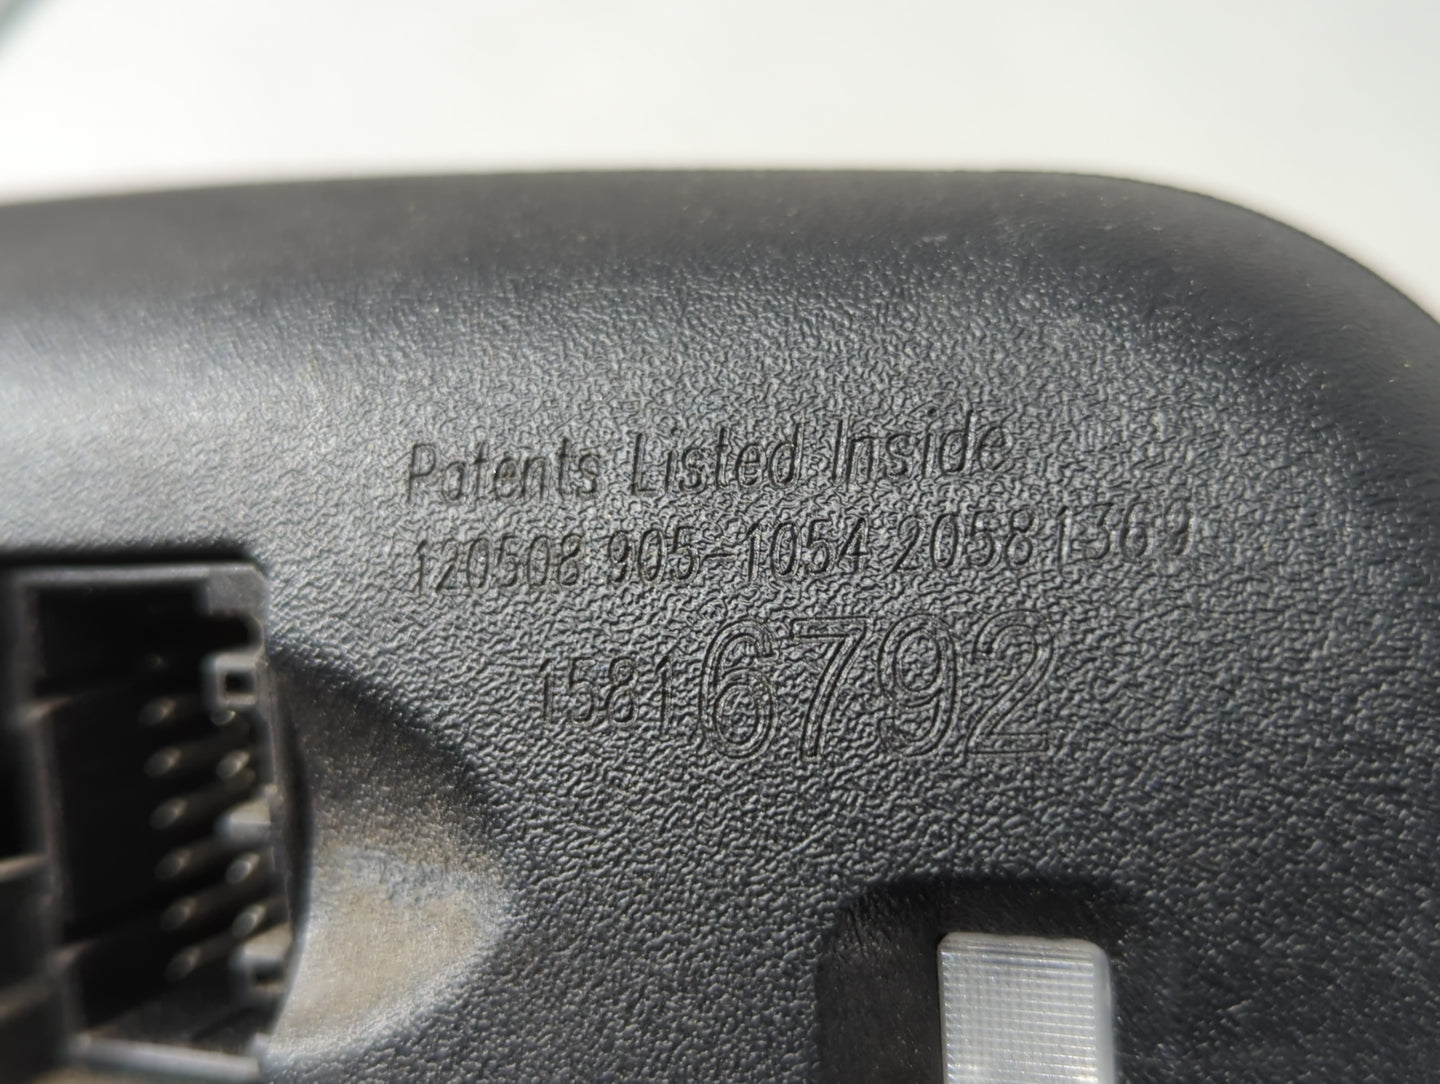 Patents Listed Inside
120508 905-1054 20581369
15816792